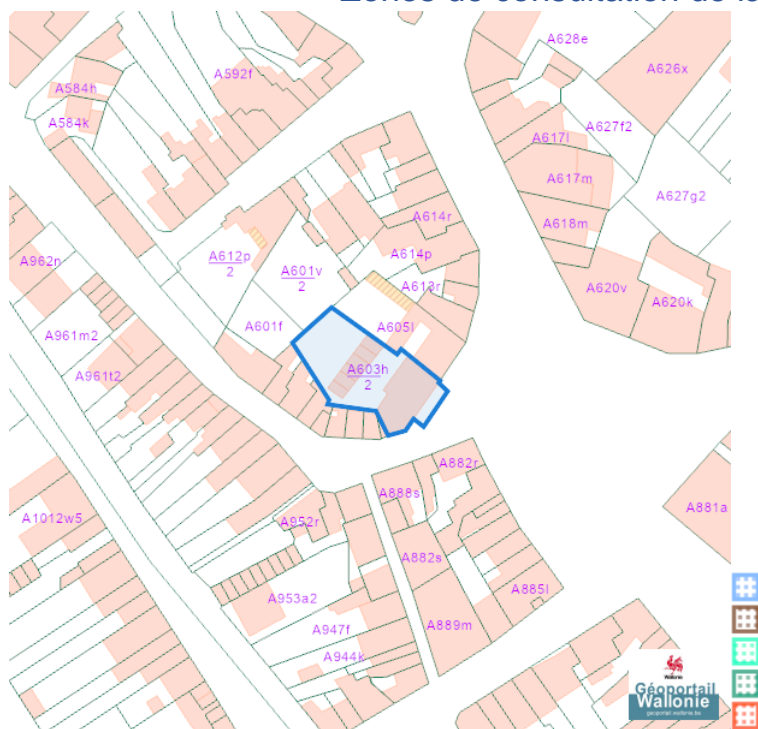 Zones de consultation de la
A628e
A626x
A592f
A584h
A584k
A617l
A627f2
A617m
A627g2
A614r
A618m
A614p
A612p
2
A601v
2
A613r
A962n
A620v
A620k
A601f
A605l
A961m2
A961t2
A603h
2
A882r
A888s
A881a
A1012w5
A952r
A882s
A885l
A953a2
A947f
A889m
A944k
Wallonie
Géoportail
Wallonie
geoportail.wallonie.be